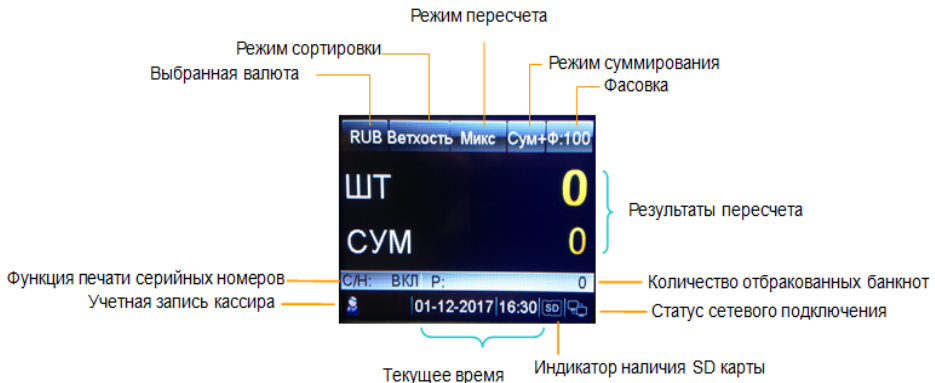 Режим пересчета
Режим сортировки
Режим суммирования
Выбранная валюта
Фасовка
RUB Ветхость Микс Сум+ Ф:100
ШТ 0
Результаты пересчета
СУМ 0
Функция печати серийных номеров
С/Н: ВКЛ Р: 0
Количество отбракованных банкнот
Учетная запись кассира
01-12-2017 16:30 SD
Статус сетевого подключения
Текущее время
Индикатор наличия SD карты